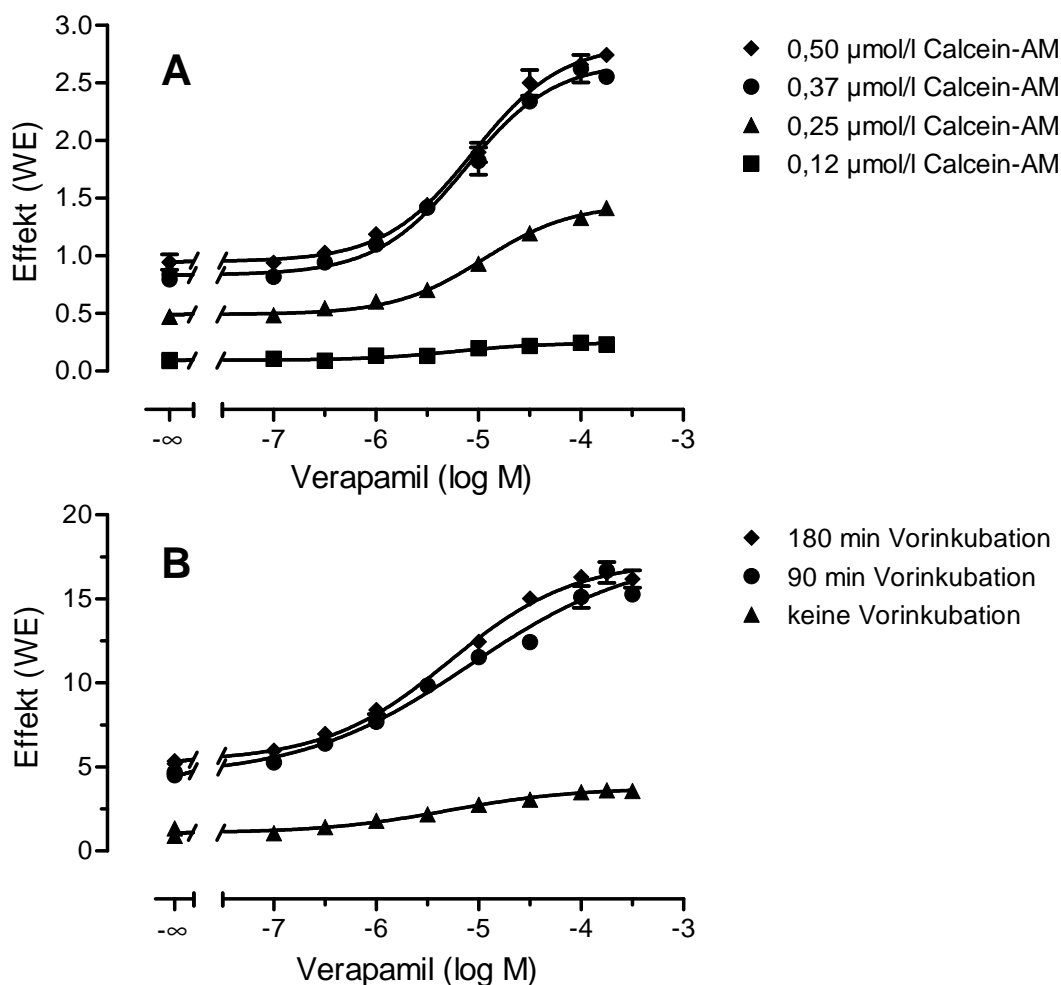 A
Effekt (WE)
3.0
2.5
2.0
1.5
1.0
0.5
0.0
-∞ -7 -6 -5 -4 -3
Verapamil (log M)
0,50 µmol/l Calcein-AM
0,37 µmol/l Calcein-AM
0,25 µmol/l Calcein-AM
0,12 µmol/l Calcein-AM
B
Effekt (WE)
20
15
10
5
0
-∞ -7 -6 -5 -4 -3
Verapamil (log M)
180 min Vorinkubation
90 min Vorinkubation
keine Vorinkubation